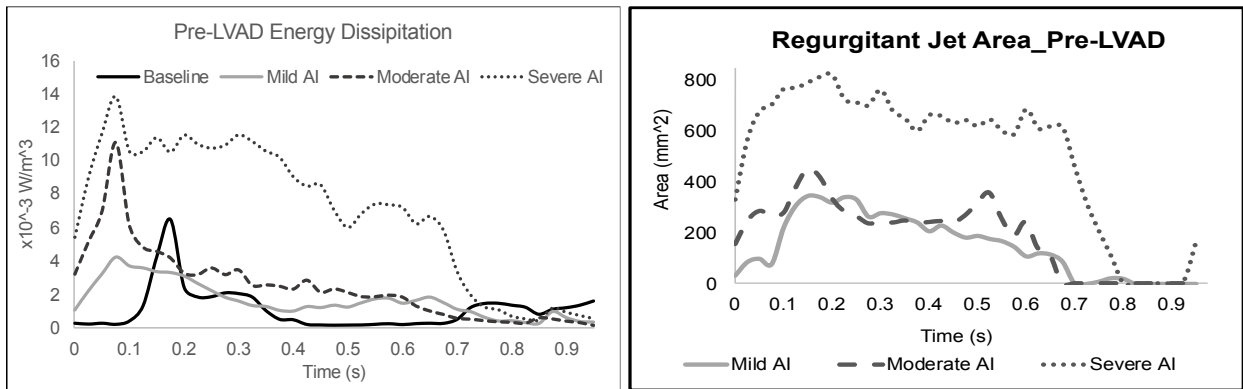 Pre-LVAD Energy Dissipitation
16
14
12
10
8
6
4
2
0
x10^-3 W/m^3
Baseline Mild AI Moderate AI Severe AI
0 0.1 0.2 0.3 0.4 0.5 0.6 0.7 0.8 0.9
Time (s)
Regurgitant Jet Area_Pre-LVAD
800
600
400
200
0
Area (mm^2)
0 0.1 0.2 0.3 0.4 0.5 0.6 0.7 0.8 0.9
Time (s)
Mild AI Moderate AI Severe AI